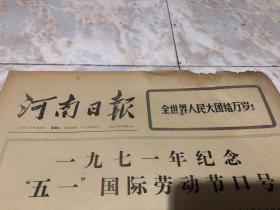 河南日报
全世界人民大团结万岁！
一九七一年纪念
“五一”国际劳动节口号